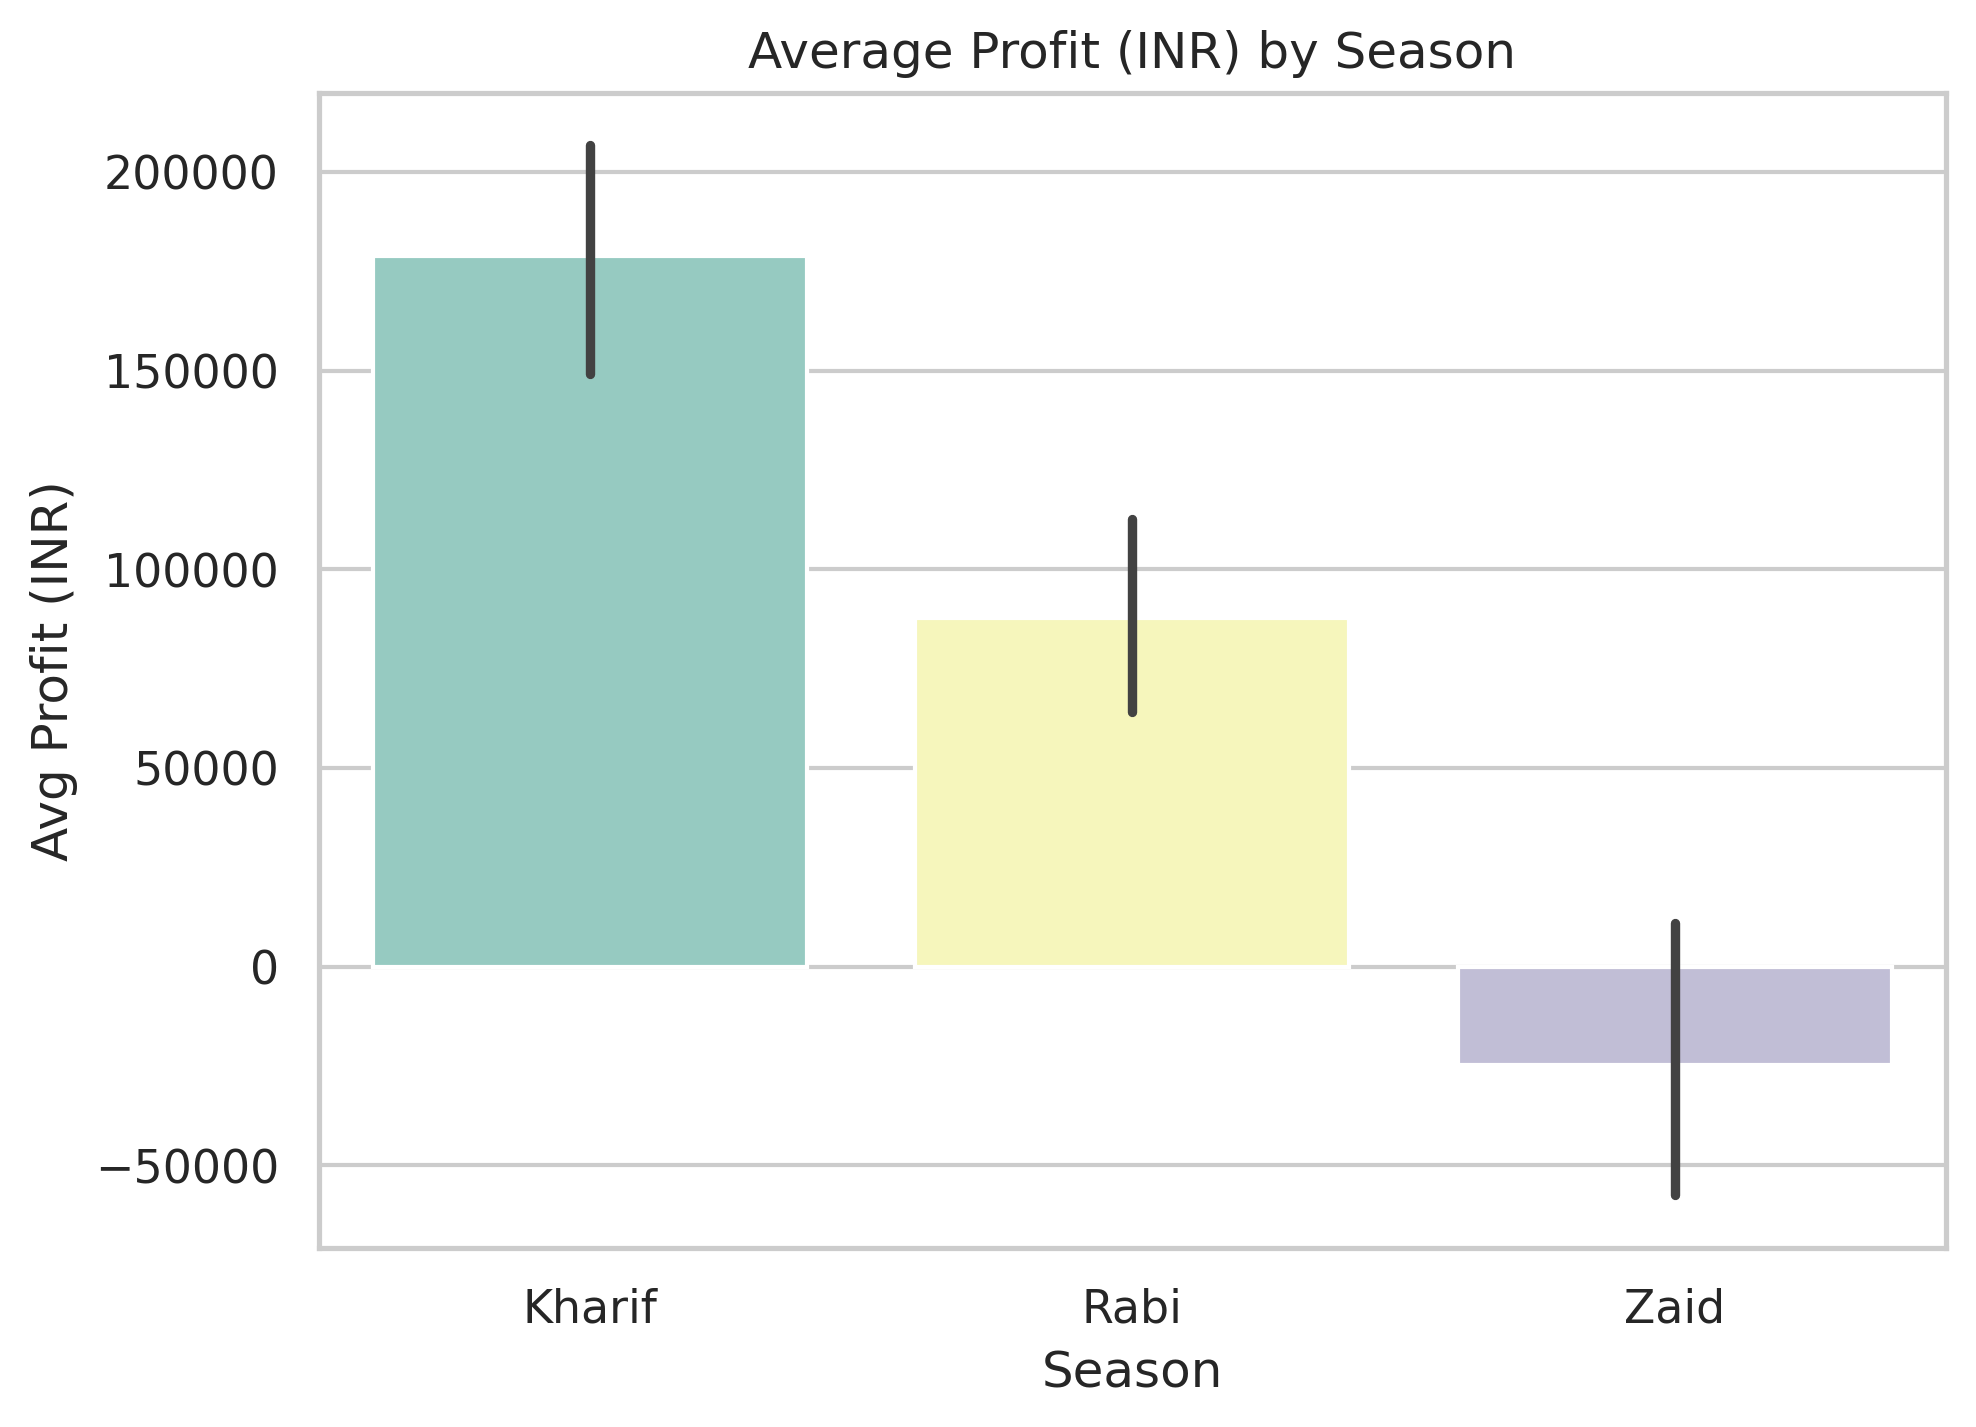 Average Profit (INR) by Season
Avg Profit (INR)
200000
150000
100000
50000
0
−50000
Kharif
Rabi
Zaid
Season